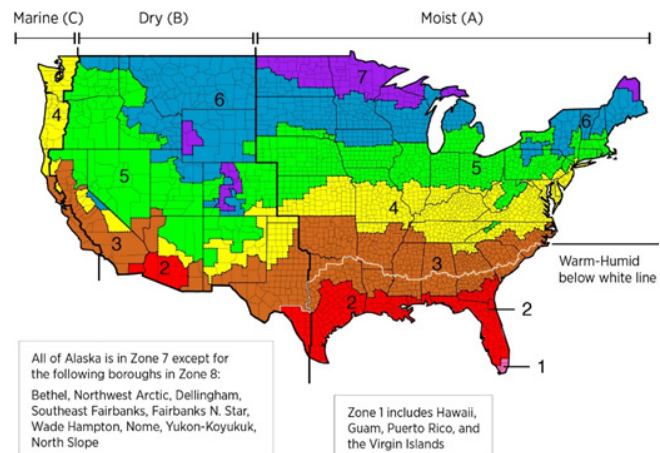 Marine (C)
Dry (B)
Moist (A)
7
6
6
4
5
5
4
3
3
Warm-Humid
below white line
2
2
2
1
All of Alaska is in Zone 7 except for
the following boroughs in Zone 8:
Bethel, Northwest Arctic, Dellingham,
Southeast Fairbanks, Fairbanks N. Star,
Wade Hampton, Nome, Yukon-Koyukuk,
North Slope
Zone 1 includes Hawaii,
Guam, Puerto Rico, and
the Virgin Islands